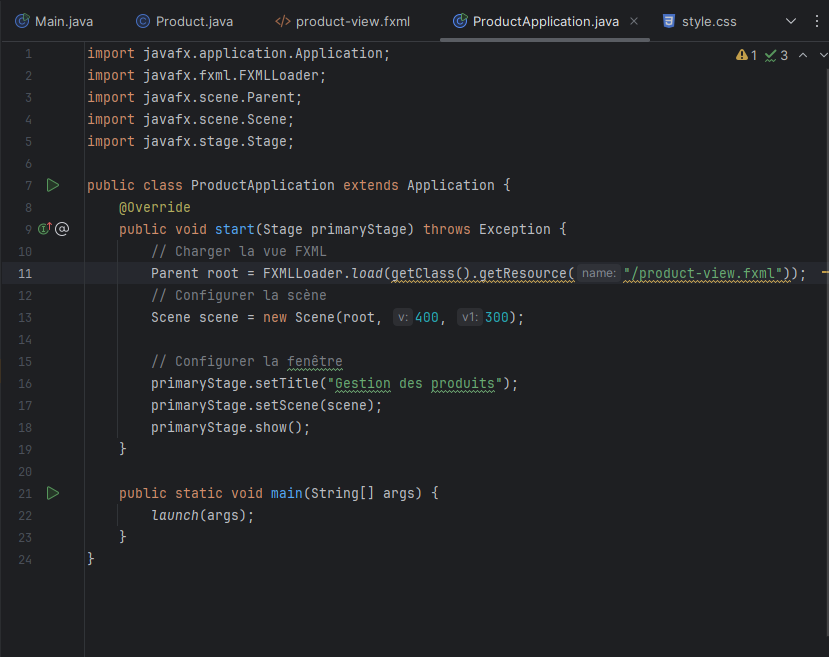 Main.java Product.java product-view.fxml ProductApplication.java style.css
1 import javafx.application.Application; 1 3
2 import javafx.fxml.FXMLLoader;
3 import javafx.scene.Parent;
4 import javafx.scene.Scene;
5 import javafx.stage.Stage;
6
7 public class ProductApplication extends Application {
8 @Override
9 public void start(Stage primaryStage) throws Exception {
10 // Charger la vue FXML
11 Parent root = FXMLLoader.load(getClass().getResource( name: "/product-view.fxml"));
12 // Configurer la scène
13 Scene scene = new Scene(root, v: 400, v1: 300);
14
15 // Configurer la fenêtre
16 primaryStage.setTitle("Gestion des produits");
17 primaryStage.setScene(scene);
18 primaryStage.show();
19 }
20
21 public static void main(String[] args) {
22 launch(args);
23 }
24 }